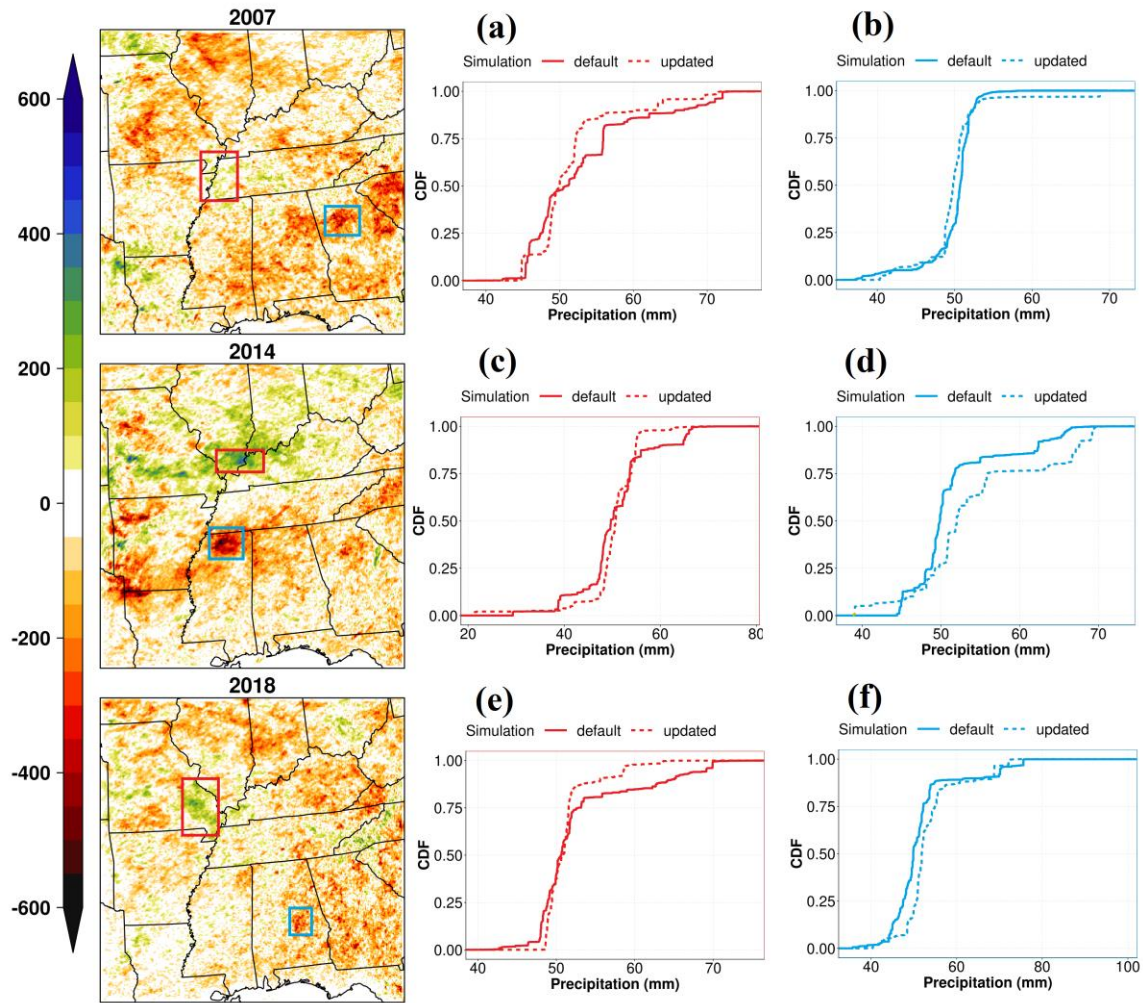 2007
600
400
200
0
-200
-400
-600
(a)
Simulation default updated
CDF
1.00
0.75
0.50
0.25
0.00
40 50 60 70
Precipitation (mm)
(b)
Simulation default updated
CDF
1.00
0.75
0.50
0.25
0.00
40 50 60 70
Precipitation (mm)
2014
(c)
Simulation default updated
CDF
1.00
0.75
0.50
0.25
0.00
20 40 60 80
Precipitation (mm)
(d)
Simulation default updated
CDF
1.00
0.75
0.50
0.25
0.00
40 50 60 70
Precipitation (mm)
2018
(e)
Simulation default updated
CDF
1.00
0.75
0.50
0.25
0.00
40 50 60 70
Precipitation (mm)
(f)
Simulation default updated
CDF
1.00
0.75
0.50
0.25
0.00
40 60 80 100
Precipitation (mm)